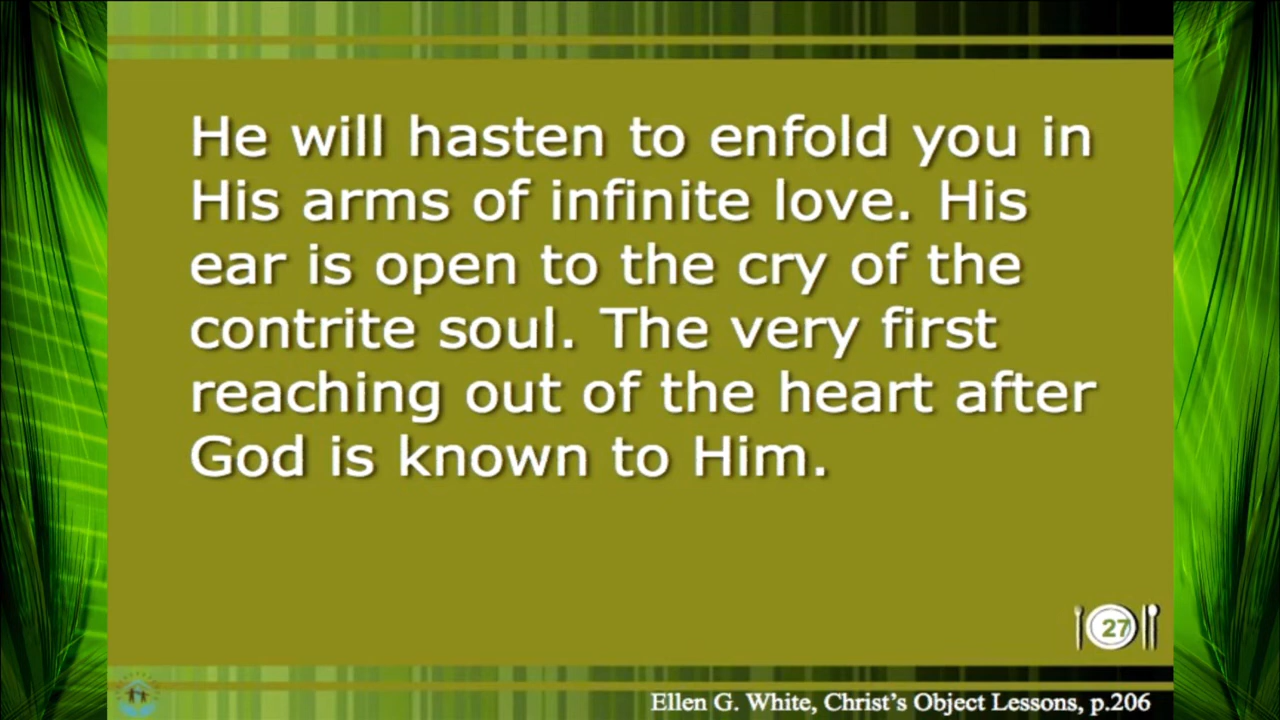 He will hasten to enfold you in
His arms of infinite love. His
ear is open to the cry of the
contrite soul. The very first
reaching out of the heart after
God is known to Him.
27
Ellen G. White, Christ's Object Lessons, p.206